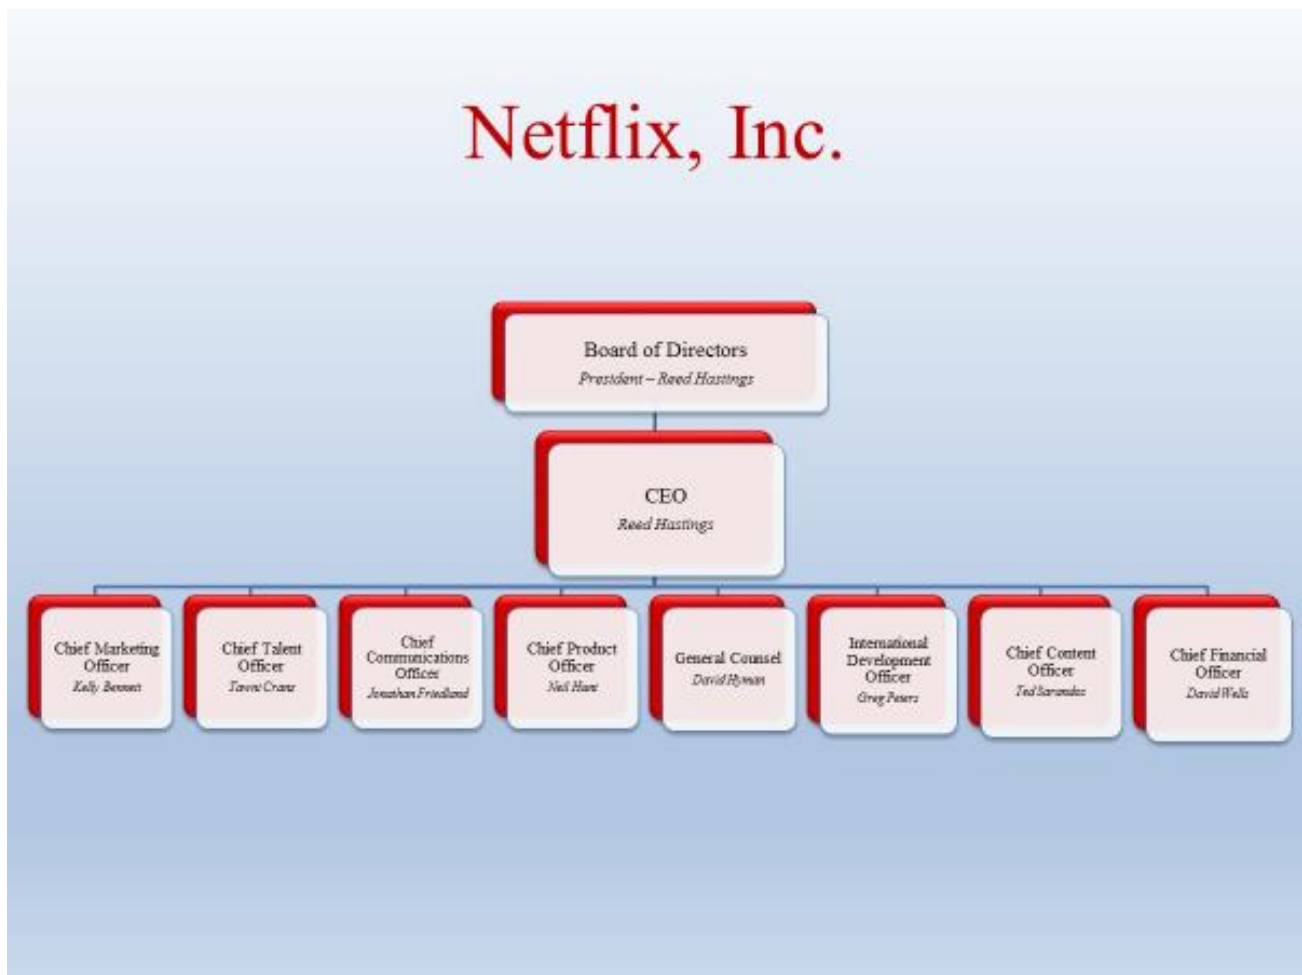 Netflix, Inc.
Board of Directors
President – Reed Hastings
CEO
Reed Hastings
Chief Marketing
Officer
Kelly Bennett
Chief Talent
Officer
Tawni Cranz
Chief
Communications
Officer
Jonathan Friedland
Chief Product
Officer
Neil Hunt
General Counsel
David Hyman
International
Development
Officer
Greg Peters
Chief Content
Officer
Ted Sarandos
Chief Financial
Officer
David Wells